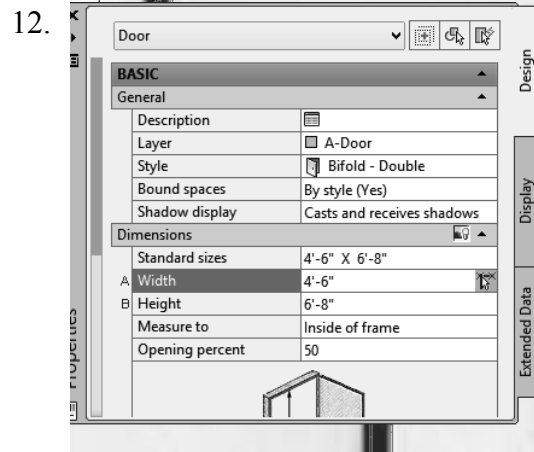 12.
Door
Design
BASIC
General
Description
Layer A-Door
Style Bifold - Double
Bound spaces By style (Yes)
Shadow display Casts and receives shadows
Display
Dimensions
Standard sizes 4'-6" X 6'-8"
A Width 4'-6"
B Height 6'-8"
Measure to Inside of frame
Opening percent 50
Extended Data
Properties